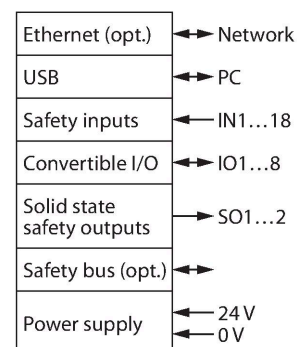 Ethernet (opt.) Network
USB PC
Safety inputs IN1...18
Convertible I/O IO1...8
Solid state
safety outputs SO1...2
Safety bus (opt.)
Power supply 24 V
0 V